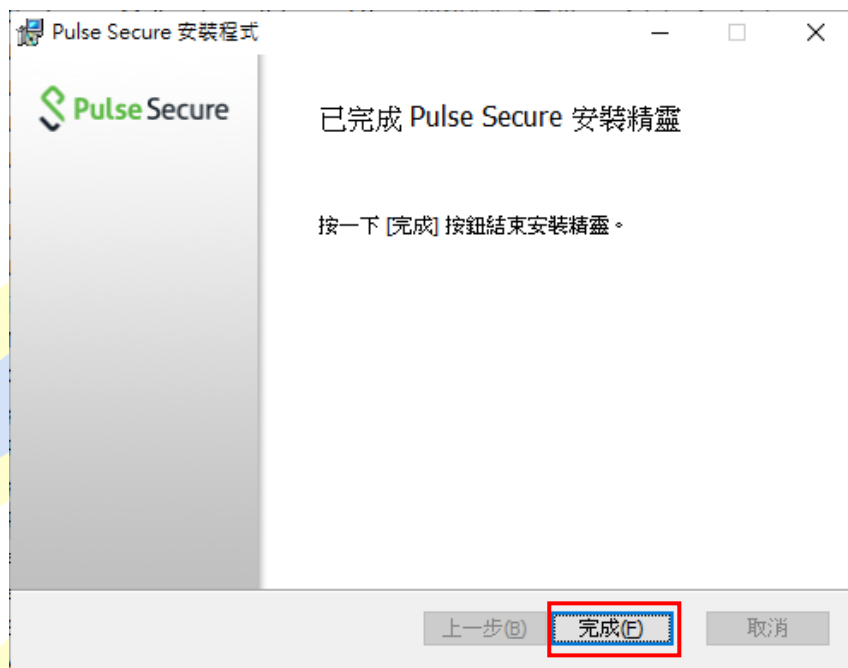 Pulse Secure 安裝程式
Pulse Secure
已完成 Pulse Secure 安裝精靈
按一下 [完成] 按鈕結束安裝精靈。
上一步(B) 完成(F) 取消